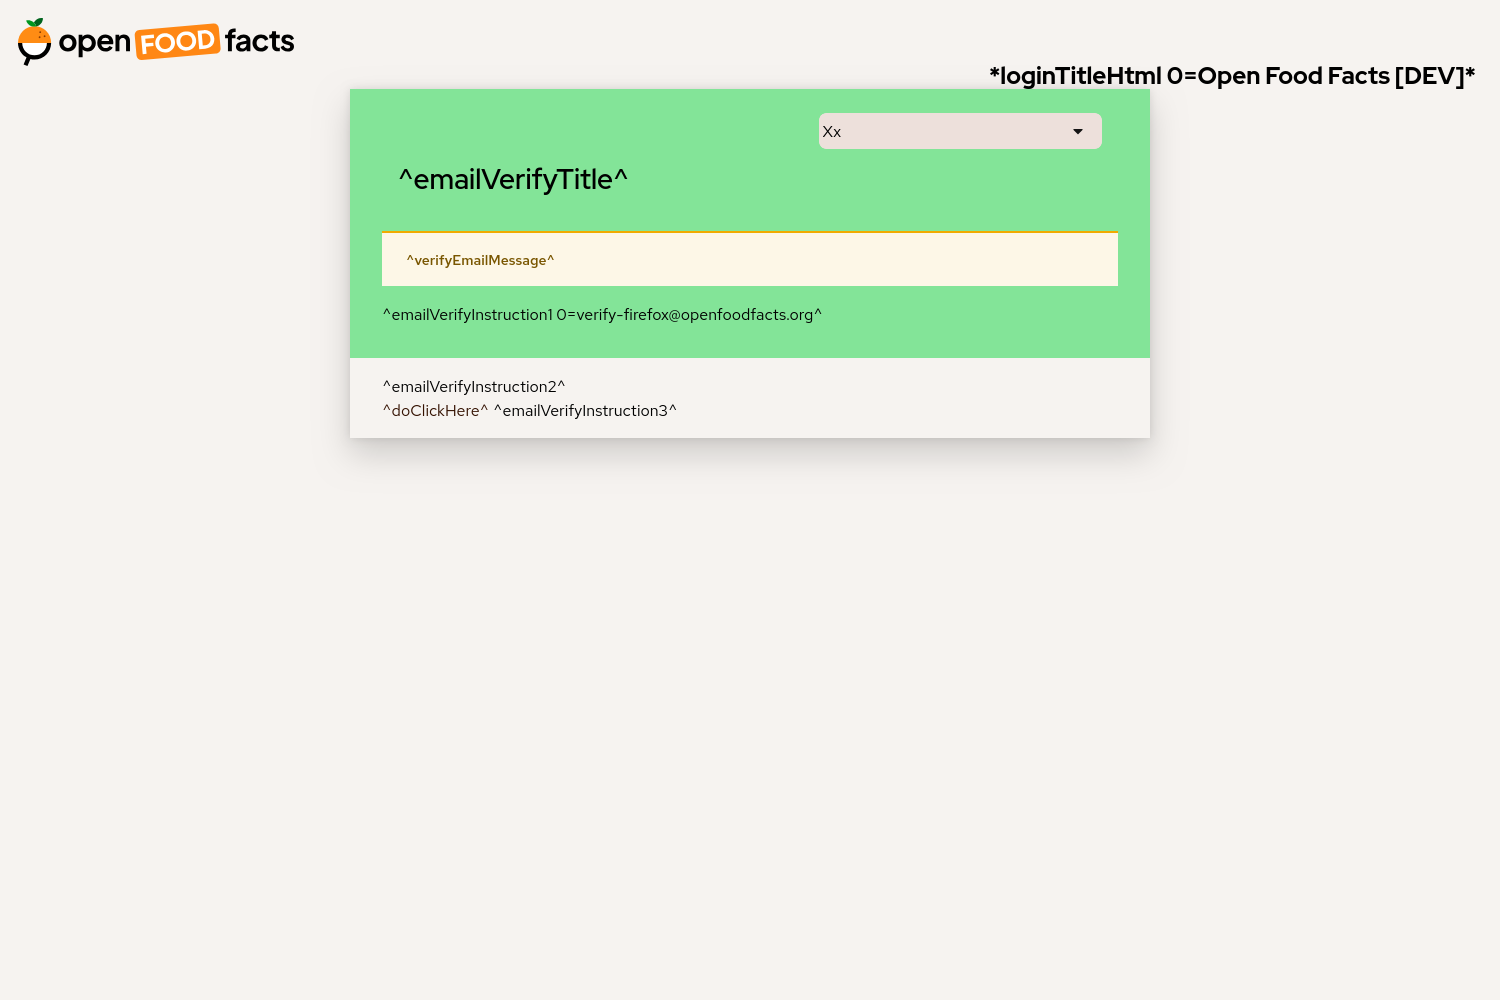 open FOOD facts
*loginTitleHtml 0=Open Food Facts [DEV]*
Xx
^emailVerifyTitle^
^verifyEmailMessage^
^emailVerifyInstruction1 0=verify-firefox@openfoodfacts.org^
^emailVerifyInstruction2^
^doClickHere^ ^emailVerifyInstruction3^